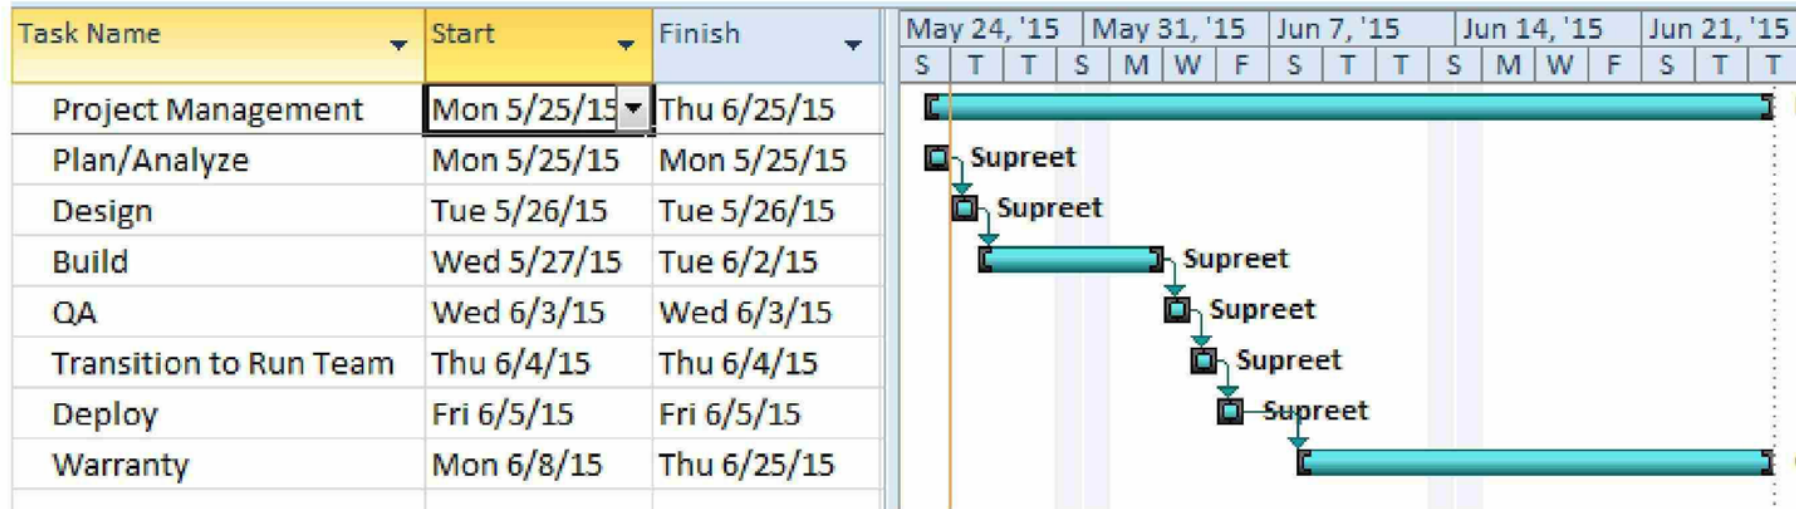 Task Name Start Finish May 24, '15 May 31, '15 Jun 7, '15 Jun 14, '15 Jun 21, '15
S T T S M W F S T T S M W F S T T
Project Management Mon 5/25/15 Thu 6/25/15
Plan/Analyze Mon 5/25/15 Mon 5/25/15 Supreet
Design Tue 5/26/15 Tue 5/26/15 Supreet
Build Wed 5/27/15 Tue 6/2/15 Supreet
QA Wed 6/3/15 Wed 6/3/15 Supreet
Transition to Run Team Thu 6/4/15 Thu 6/4/15 Supreet
Deploy Fri 6/5/15 Fri 6/5/15 Supreet
Warranty Mon 6/8/15 Thu 6/25/15